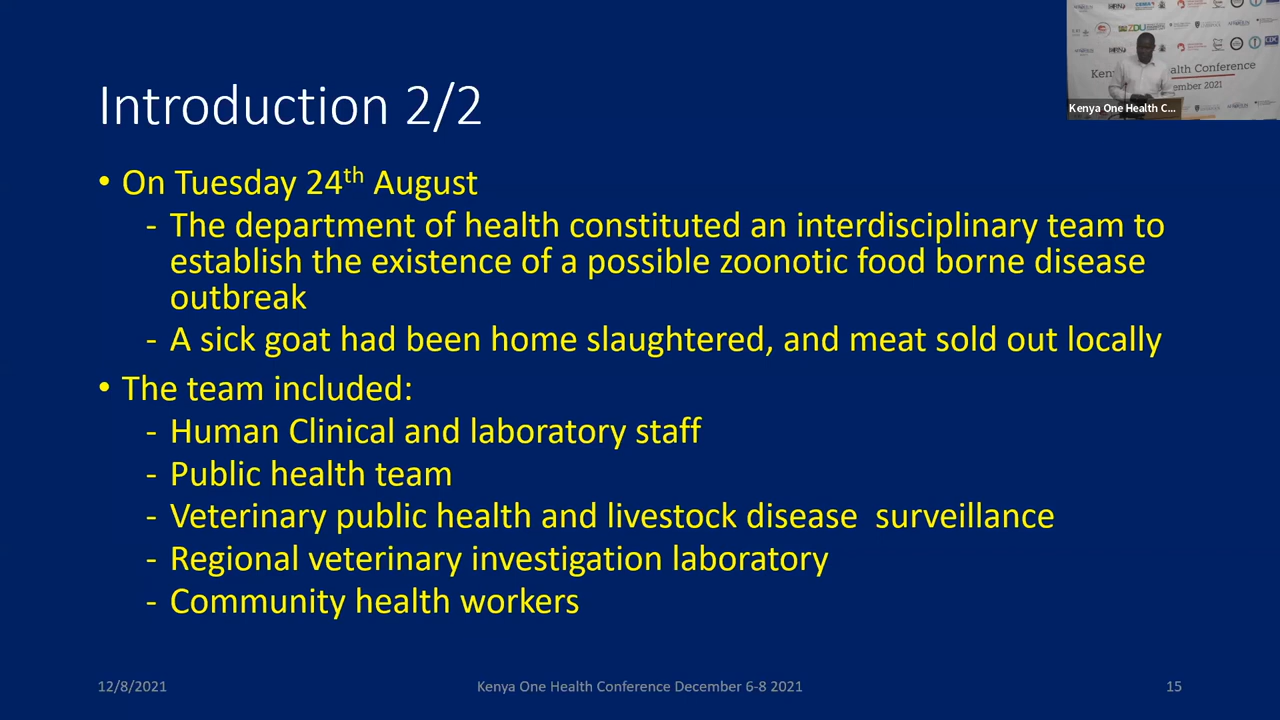 Kenya One Health C...
alth Conference
ember 2021
Introduction 2/2
• On Tuesday 24th August
- The department of health constituted an interdisciplinary team to
establish the existence of a possible zoonotic food borne disease
outbreak
- A sick goat had been home slaughtered, and meat sold out locally
• The team included:
- Human Clinical and laboratory staff
- Public health team
- Veterinary public health and livestock disease surveillance
- Regional veterinary investigation laboratory
- Community health workers
12/8/2021
Kenya One Health Conference December 6-8 2021
15